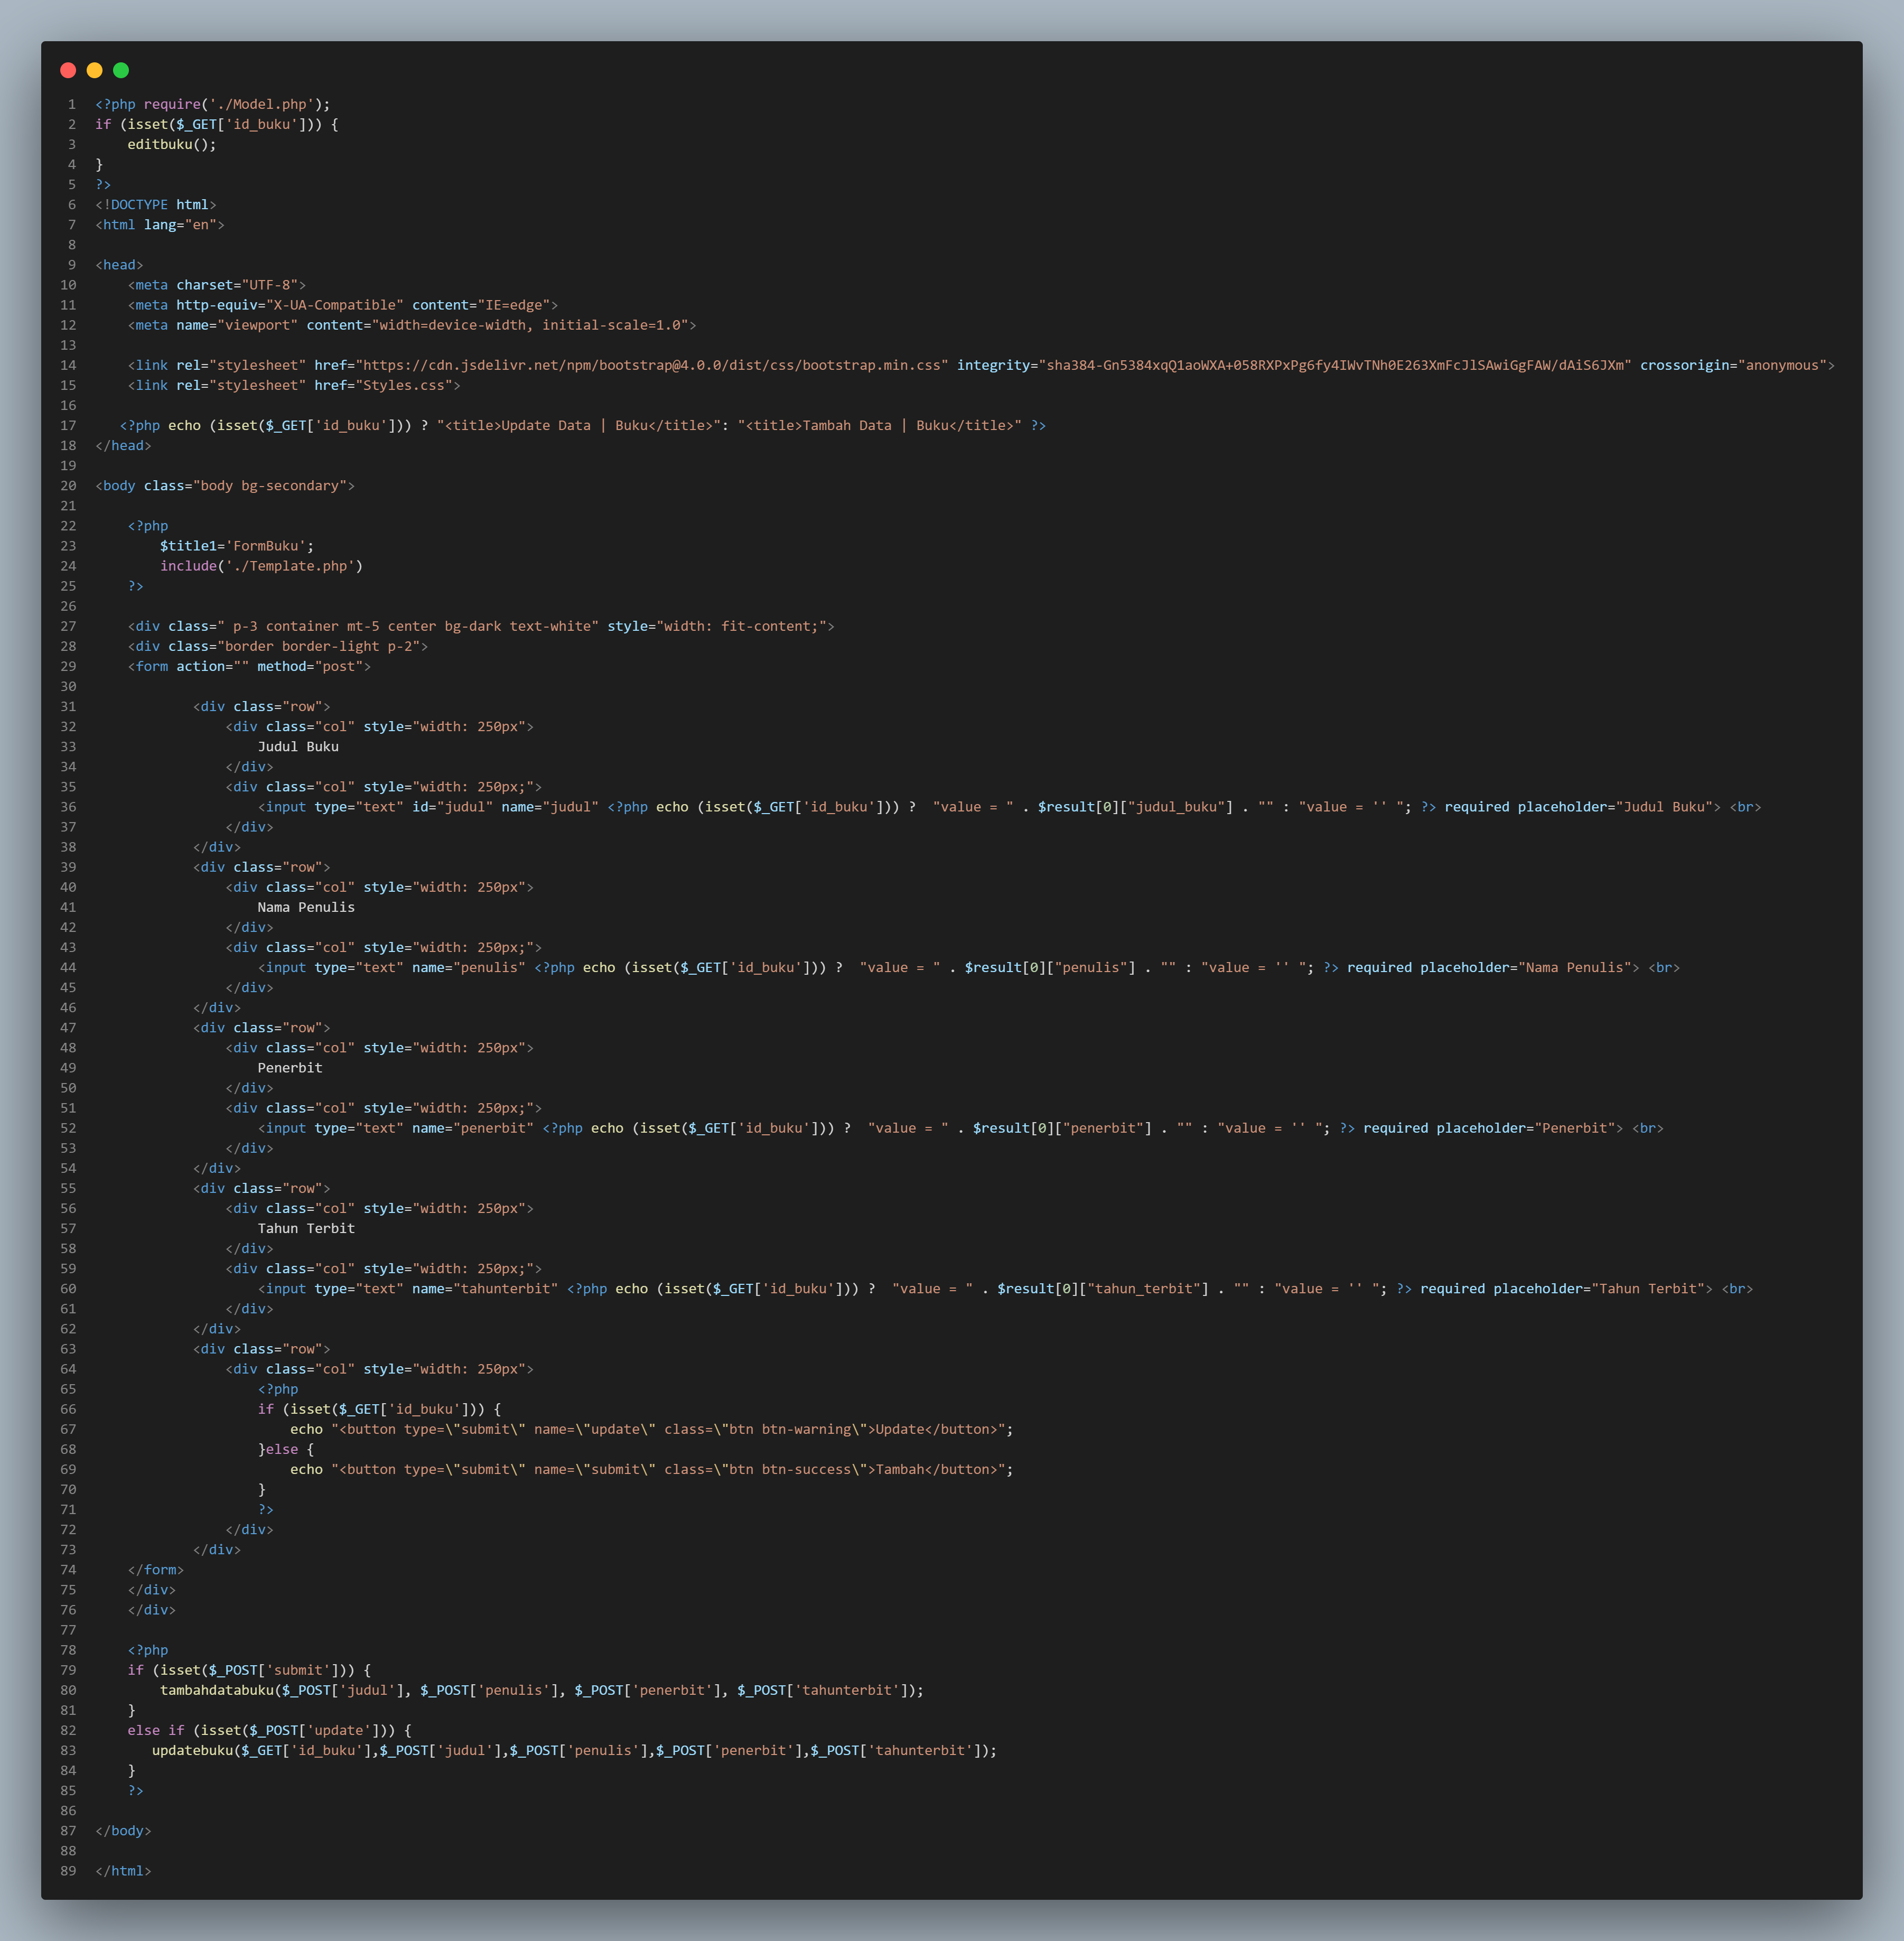 1 <?php require('./Model.php');
2 if (isset($_GET['id_buku'])) {
3     editbuku();
4 }
5 ?>
6 <!DOCTYPE html>
7 <html lang="en">
8
9 <head>
10     <meta charset="UTF-8">
11     <meta http-equiv="X-UA-Compatible" content="IE=edge">
12     <meta name="viewport" content="width=device-width, initial-scale=1.0">
13
14     <link rel="stylesheet" href="https://cdn.jsdelivr.net/npm/bootstrap@4.0.0/dist/css/bootstrap.min.css" integrity="sha384-Gn5384xqQ1aoWXA+058RXPxPg6fy4IWvTNh0E263XmFcJlSAwiGgFAW/dAiS6JXm" crossorigin="anonymous">
15     <link rel="stylesheet" href="Styles.css">
16
17    <?php echo (isset($_GET['id_buku'])) ? "<title>Update Data | Buku</title>": "<title>Tambah Data | Buku</title>" ?>
18 </head>
19
20 <body class="body bg-secondary">
21
22     <?php
23         $title1='FormBuku';
24         include('./Template.php')
25     ?>
26
27     <div class=" p-3 container mt-5 center bg-dark text-white" style="width: fit-content;">
28     <div class="border border-light p-2">
29     <form action="" method="post">
30
31             <div class="row">
32                 <div class="col" style="width: 250px">
33                     Judul Buku
34                 </div>
35                 <div class="col" style="width: 250px;">
36                     <input type="text" id="judul" name="judul" <?php echo (isset($_GET['id_buku'])) ?  "value = " . $result[0]["judul_buku"] . "" : "value = '' "; ?> required placeholder="Judul Buku"> <br>
37                 </div>
38             </div>
39             <div class="row">
40                 <div class="col" style="width: 250px">
41                     Nama Penulis
42                 </div>
43                 <div class="col" style="width: 250px;">
44                     <input type="text" name="penulis" <?php echo (isset($_GET['id_buku'])) ?  "value = " . $result[0]["penulis"] . "" : "value = '' "; ?> required placeholder="Nama Penulis"> <br>
45                 </div>
46             </div>
47             <div class="row">
48                 <div class="col" style="width: 250px">
49                     Penerbit
50                 </div>
51                 <div class="col" style="width: 250px;">
52                     <input type="text" name="penerbit" <?php echo (isset($_GET['id_buku'])) ?  "value = " . $result[0]["penerbit"] . "" : "value = '' "; ?> required placeholder="Penerbit"> <br>
53                 </div>
54             </div>
55             <div class="row">
56                 <div class="col" style="width: 250px">
57                     Tahun Terbit
58                 </div>
59                 <div class="col" style="width: 250px;">
60                     <input type="text" name="tahunterbit" <?php echo (isset($_GET['id_buku'])) ?  "value = " . $result[0]["tahun_terbit"] . "" : "value = '' "; ?> required placeholder="Tahun Terbit"> <br>
61                 </div>
62             </div>
63             <div class="row">
64                 <div class="col" style="width: 250px">
65                     <?php
66                     if (isset($_GET['id_buku'])) {
67                         echo "<button type=\"submit\" name=\"update\" class=\"btn btn-warning\">Update</button>";
68                     }else {
69                         echo "<button type=\"submit\" name=\"submit\" class=\"btn btn-success\">Tambah</button>";
70                     }
71                     ?>
72                 </div>
73             </div>
74     </form>
75     </div>
76     </div>
77
78     <?php
79     if (isset($_POST['submit'])) {
80         tambahdatabuku($_POST['judul'], $_POST['penulis'], $_POST['penerbit'], $_POST['tahunterbit']);
81     }
82     else if (isset($_POST['update'])) {
83        updatebuku($_GET['id_buku'],$_POST['judul'],$_POST['penulis'],$_POST['penerbit'],$_POST['tahunterbit']);
84     }
85     ?>
86
87 </body>
88
89 </html>